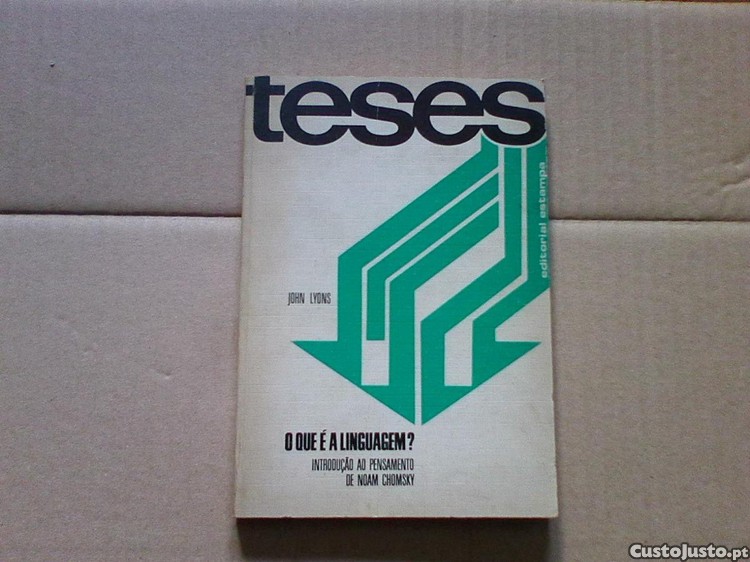 teses
editorial estampa
JOHN LYONS
O QUE É A LINGUAGEM?
INTRODUÇÃO AO PENSAMENTO
DE NOAM CHOMSKY
CustoJusto.pt